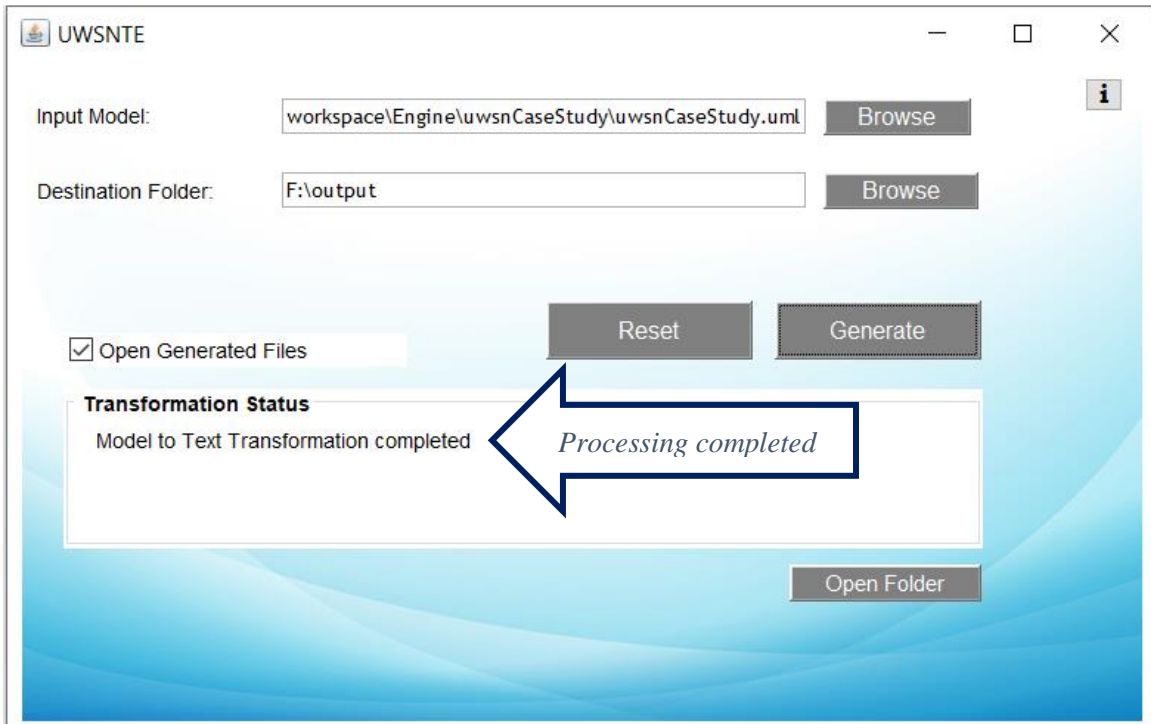 UWSNTE
i
Input Model:
workspace\Engine\uwsnCaseStudy\uwsnCaseStudy.uml
Browse
Destination Folder:
F:\output
Browse
Reset
Generate
Open Generated Files
Transformation Status
Model to Text Transformation completed
Processing completed
Open Folder